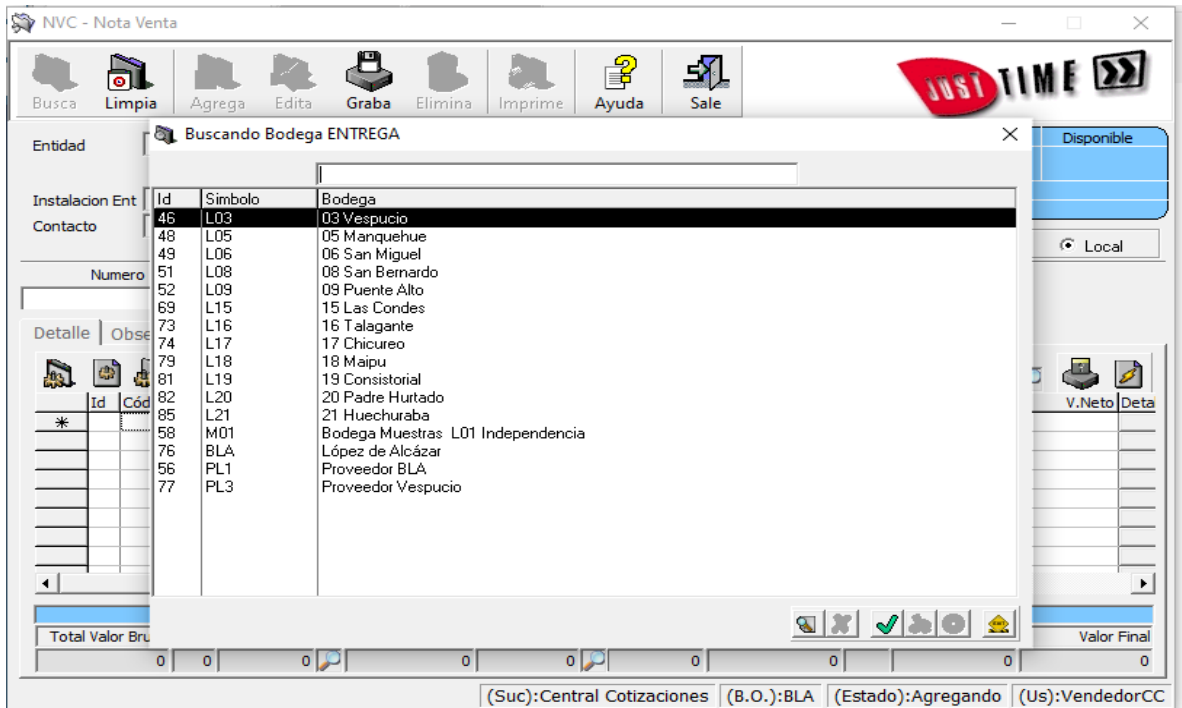 NVC - Nota Venta
Busca Limpia Agrega Edita Graba Elimina Imprime Ayuda Sale
JUST TIME
Buscando Bodega ENTREGA
Entidad
Disponible
Instalacion Ent
Contacto
Local
Numero
Detalle Obse
Id Simbolo Bodega
46 L03 03 Vespucio
48 L05 05 Manquehue
49 L06 06 San Miguel
51 L08 08 San Bernardo
52 L09 09 Puente Alto
69 L15 15 Las Condes
73 L16 16 Talagante
74 L17 17 Chicureo
79 L18 18 Maipu
81 L19 19 Consistorial
82 L20 20 Padre Hurtado
85 L21 21 Huechuraba
58 M01 Bodega Muestras L01 Independencia
76 BLA López de Alcázar
56 PL1 Proveedor BLA
77 PL3 Proveedor Vespucio
Id Cód V.Neto Deta
Total Valor Bru Valor Final
0 0 0 0 0 0 0 0 0
(Suc):Central Cotizaciones (B.O.):BLA (Estado):Agregando (Us):VendedorCC